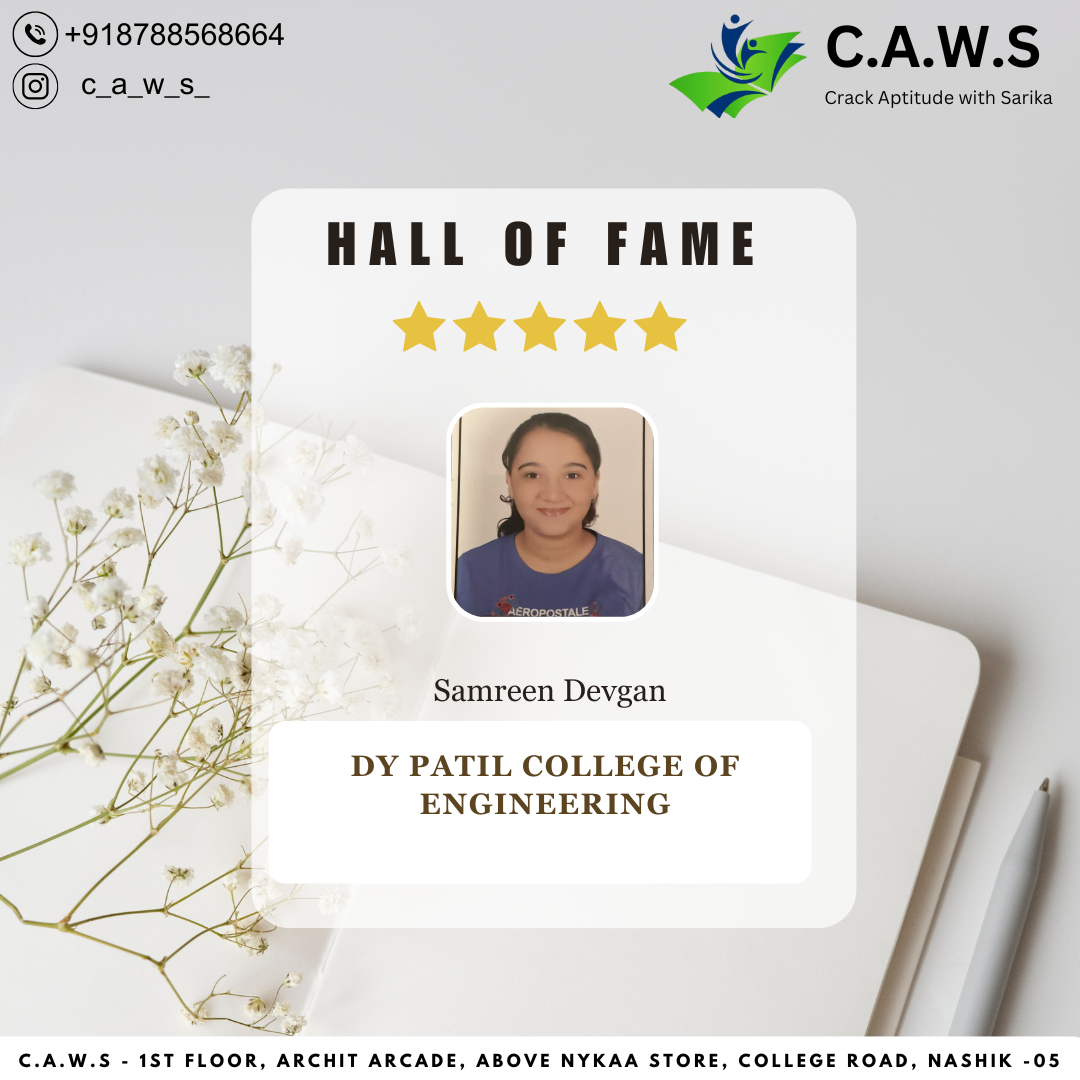 +918788568664
c_a_w_s_
C.A.W.S
Crack Aptitude with Sarika
HALL OF FAME
AEROPOSTALE
Samreen Devgan
DY PATIL COLLEGE OF
ENGINEERING
C.A.W.S - 1ST FLOOR, ARCHIT ARCADE, ABOVE NYKAA STORE, COLLEGE ROAD, NASHIK -05